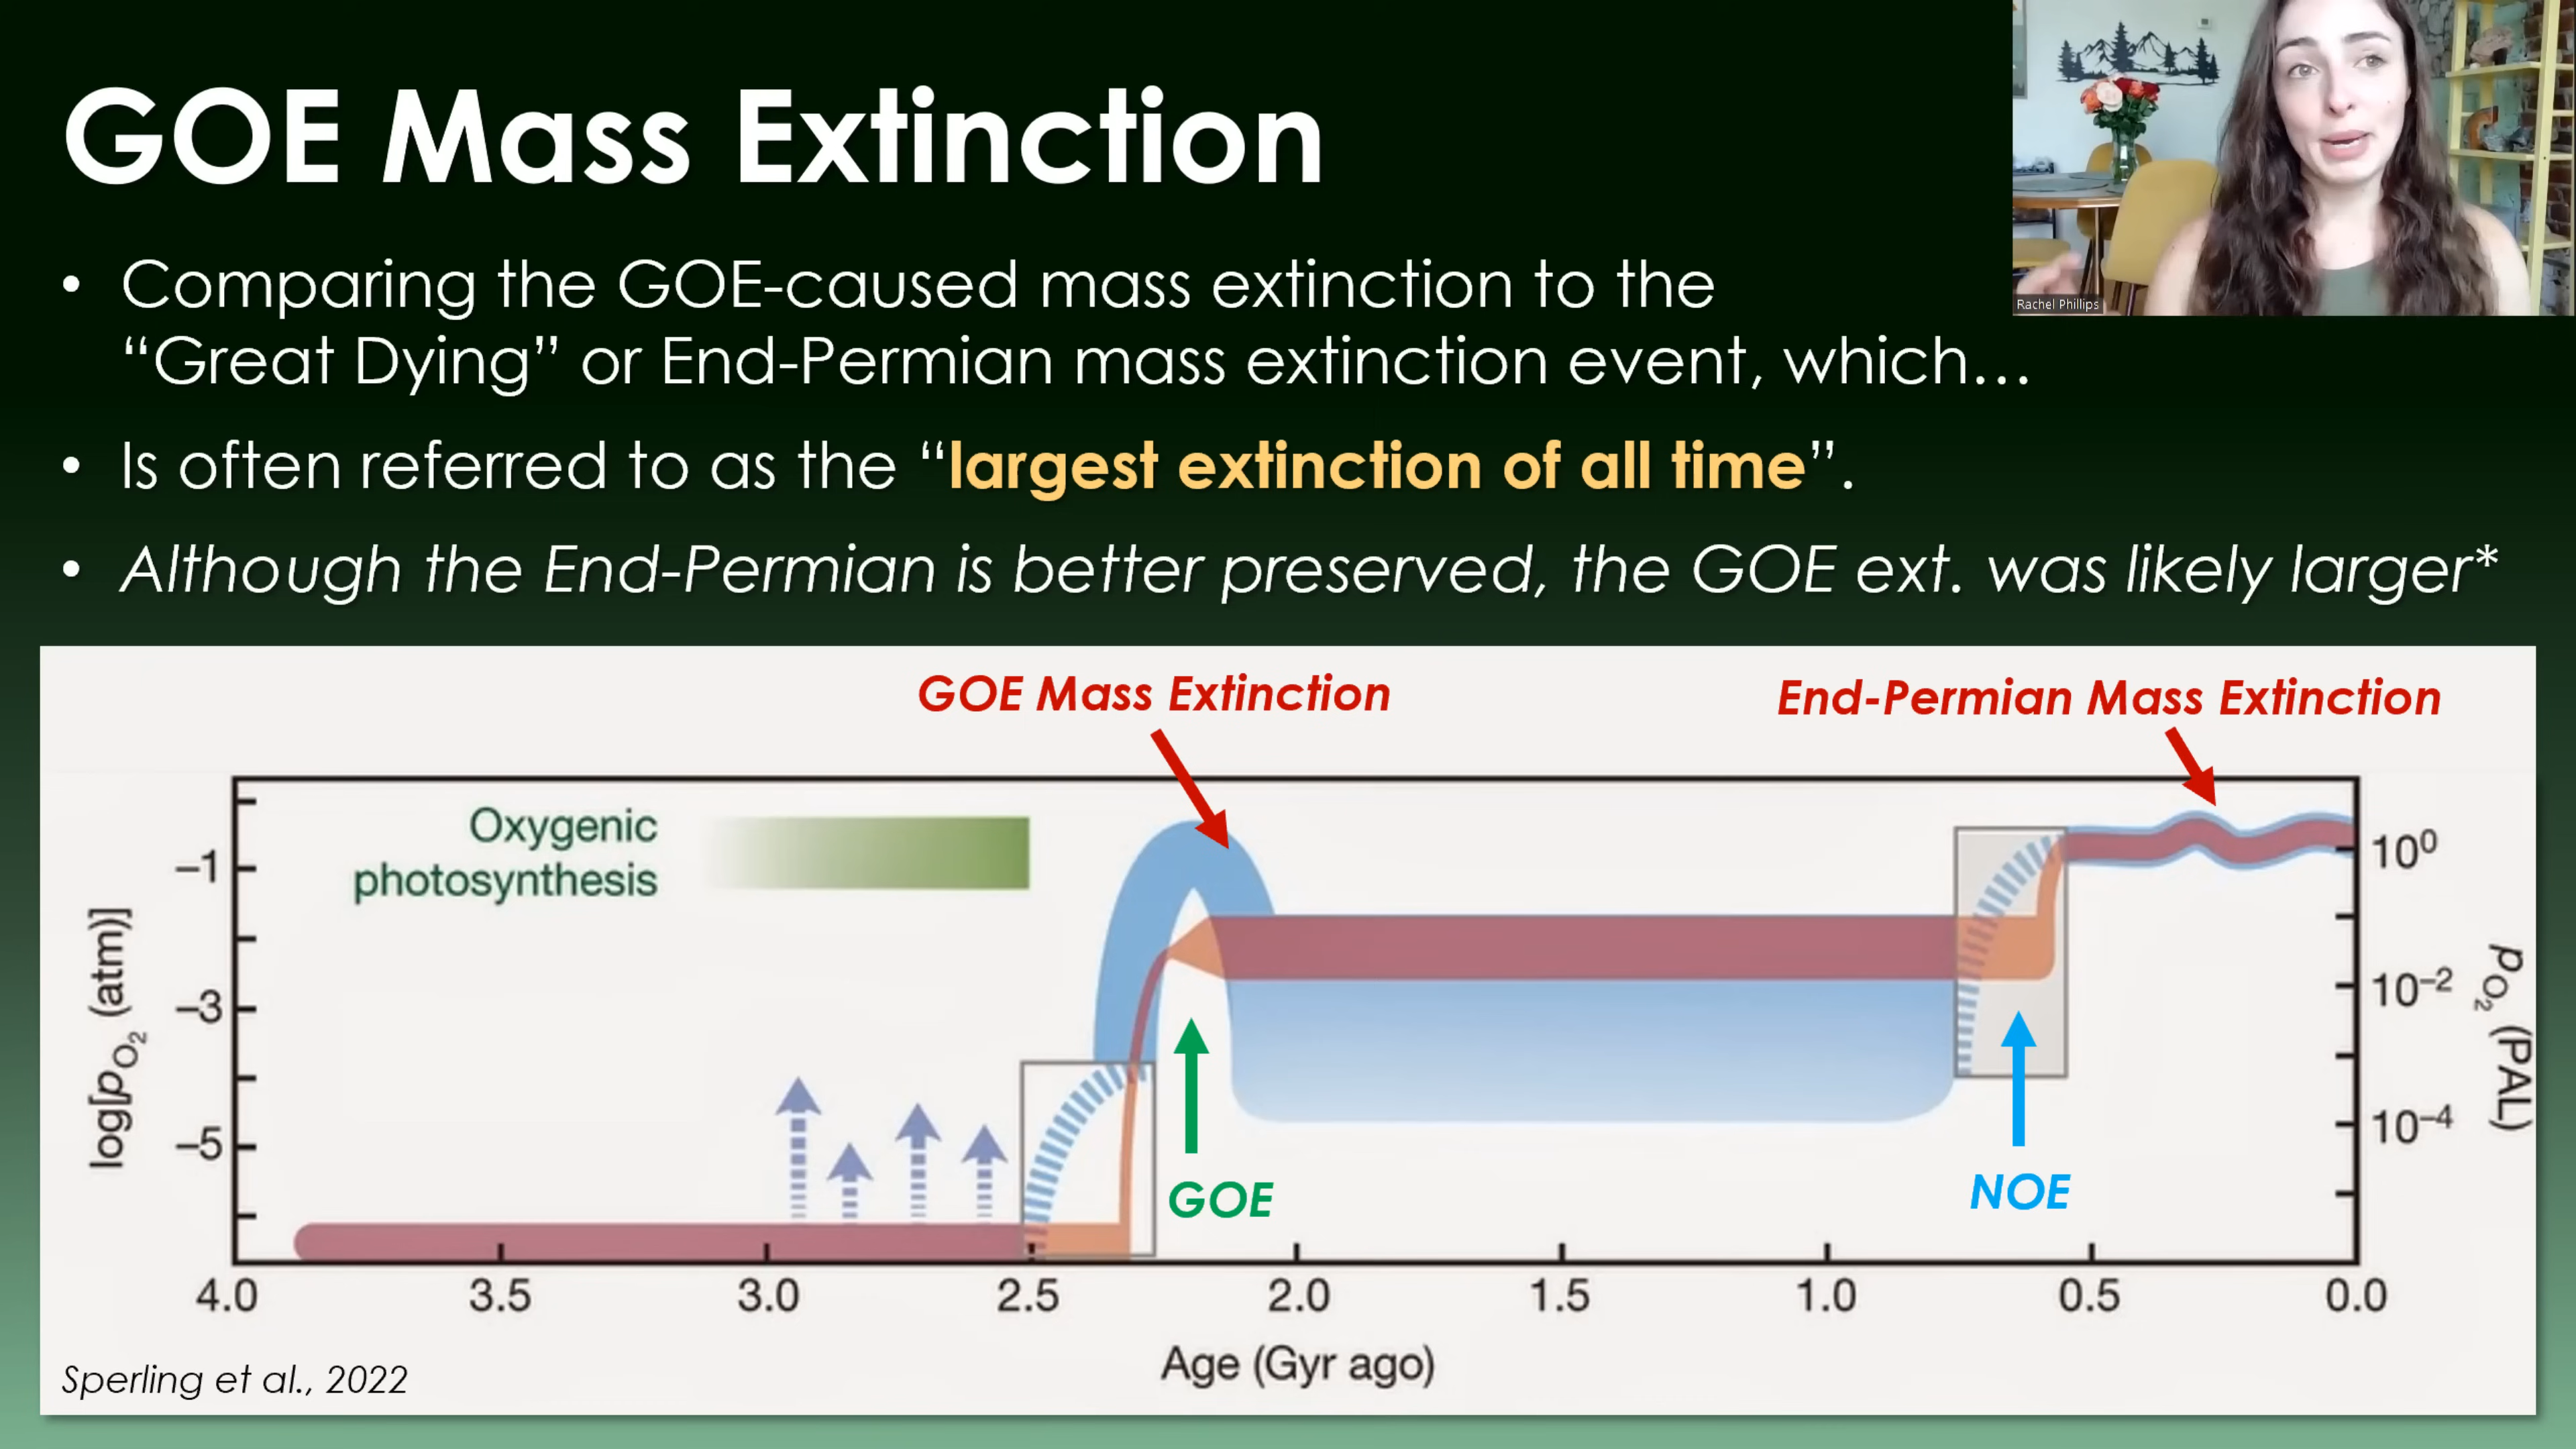 GOE Mass Extinction
Rachel Phillips
• Comparing the GOE-caused mass extinction to the
“Great Dying” or End-Permian mass extinction event, which…
• Is often referred to as the “largest extinction of all time”.
• Although the End-Permian is better preserved, the GOE ext. was likely larger*
GOE Mass Extinction
End-Permian Mass Extinction
Oxygenic
photosynthesis
log[pO₂ (atm)]
–1
–3
–5
10⁰
10⁻²
10⁻⁴
pO₂ (PAL)
GOE
NOE
4.0 3.5 3.0 2.5 2.0 1.5 1.0 0.5 0.0
Age (Gyr ago)
Sperling et al., 2022